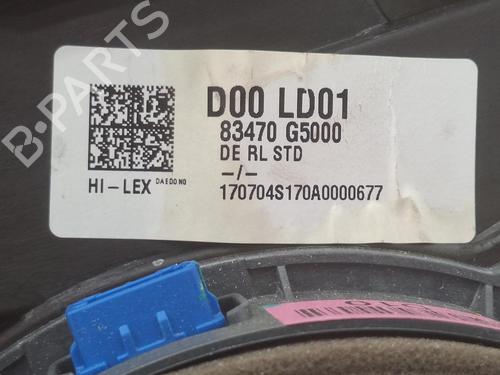 D00 LD01
83470 G5000
DE RL STD
-/-
170704S170A0000677
HI-LEX DAEDONG
B-PARTS